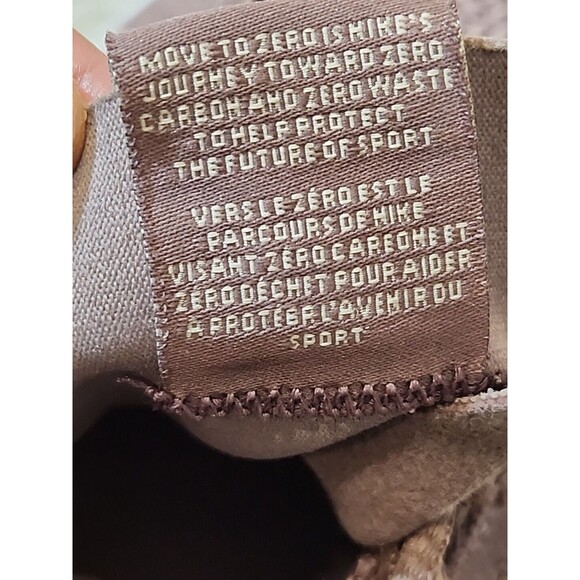 MOVE TO ZERO IS NIKE'S
JOURNEY TOWARD ZERO
CARBON AND ZERO WASTE
TO HELP PROTECT
THE FUTURE OF SPORT
VERS LE ZÉRO EST LE
PARCOURS DE NIKE
VISANT ZÉRO CARBONE ET
ZÉRO DÉCHET POUR AIDER
À PROTÉGER L'AVENIR DU
SPORT